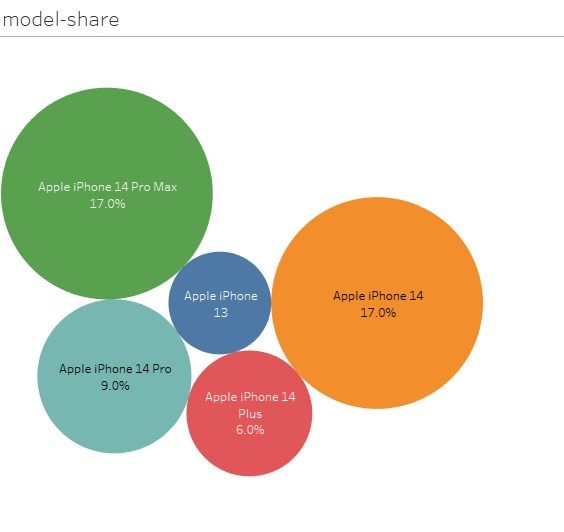 model-share
Apple iPhone 14 Pro Max
17.0%
Apple iPhone
13
Apple iPhone 14
17.0%
Apple iPhone 14 Pro
9.0%
Apple iPhone 14
Plus
6.0%